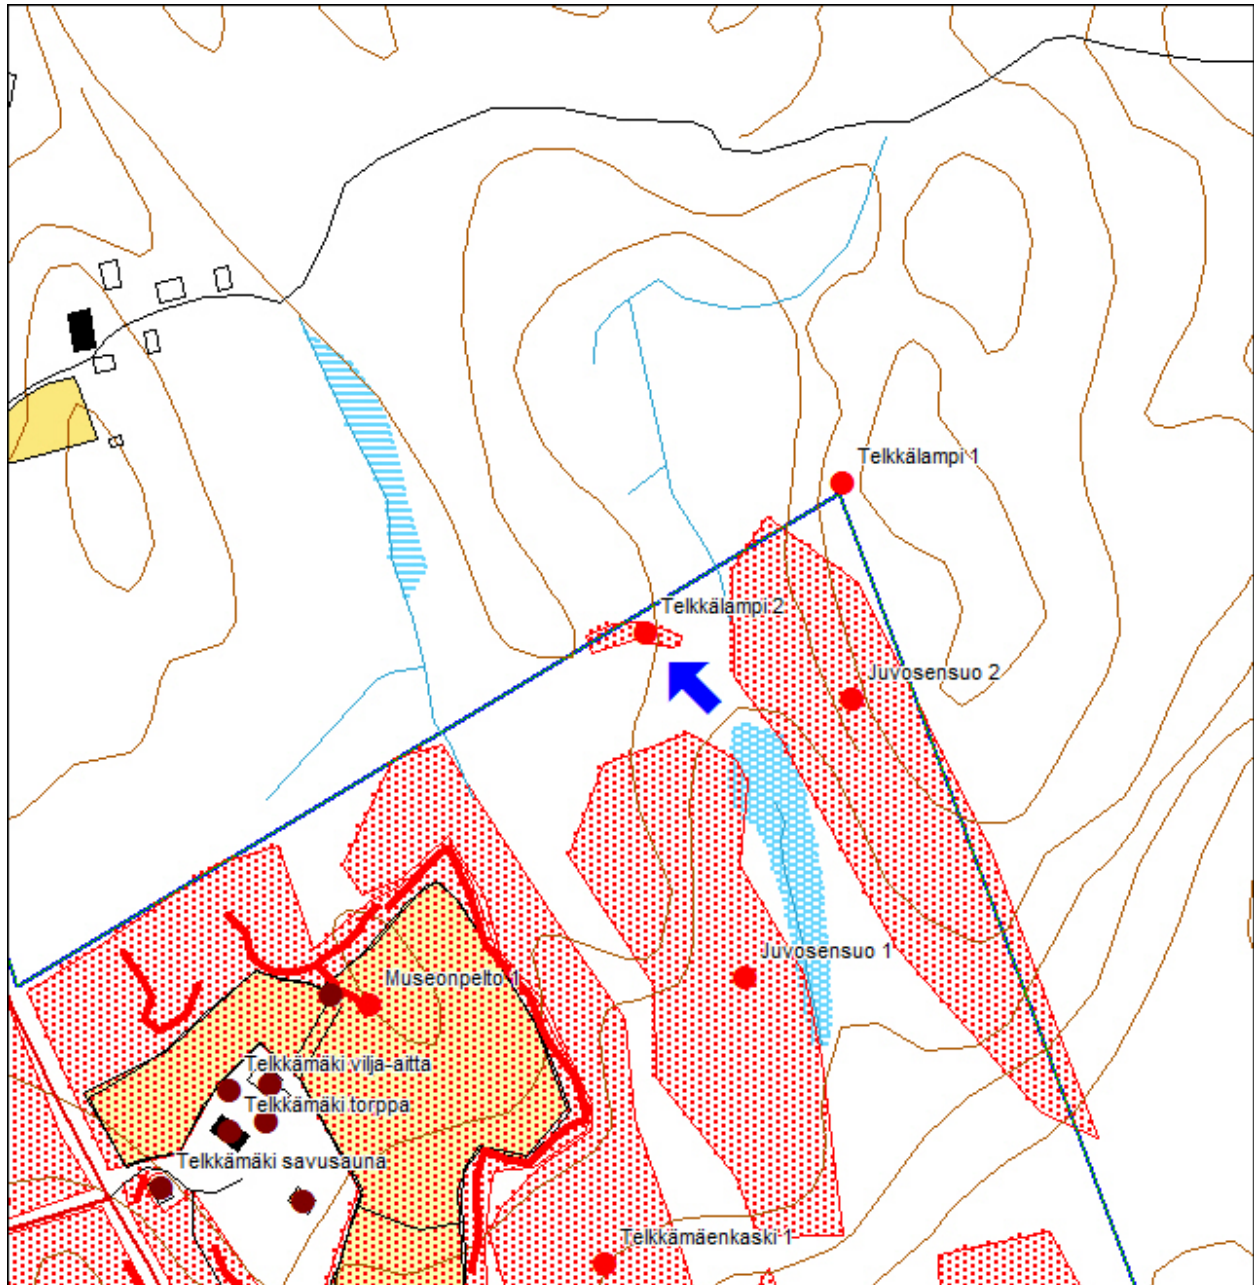 Telkkälampi 1
Telkkälampi 2
Juvosensuo 2
Juvosensuo 1
Museonpelto 1
Telkkämäki vilja-aitta
Telkkämäki torppa
Telkkämäki savusauna
Telkkämäenkaski 1